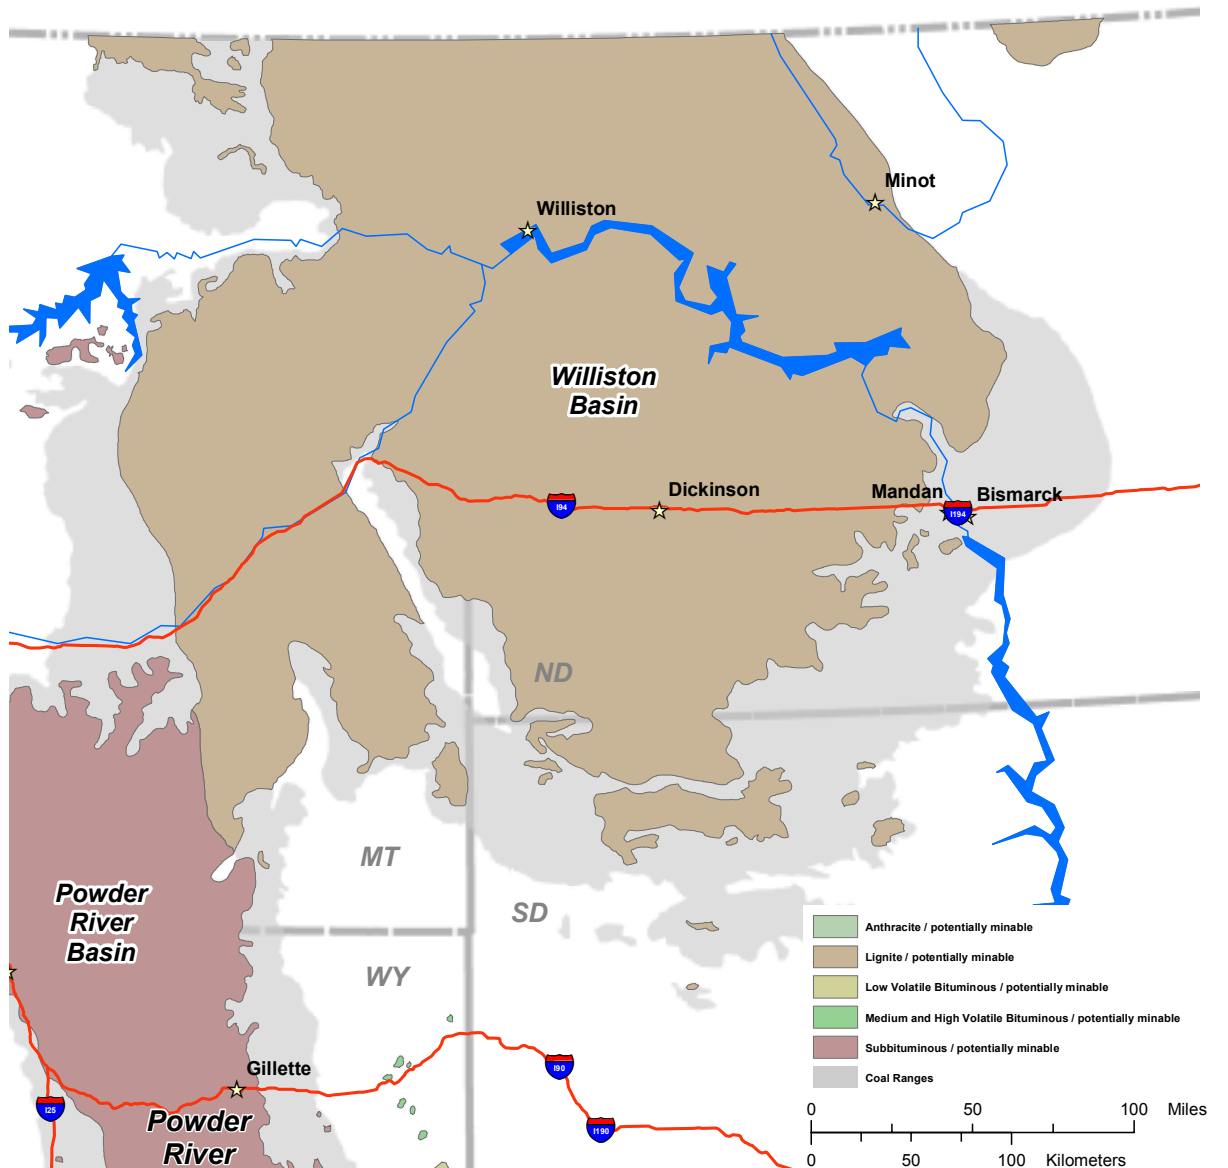 Minot
Williston
Williston
Basin
Dickinson
Mandan
Bismarck
I94
I194
ND
MT
SD
WY
Powder
River
Basin
Gillette
I90
I25
I190
Powder
River
Anthracite / potentially minable
Lignite / potentially minable
Low Volatile Bituminous / potentially minable
Medium and High Volatile Bituminous / potentially minable
Subbituminous / potentially minable
Coal Ranges
0 50 100 Miles
0 50 100 Kilometers